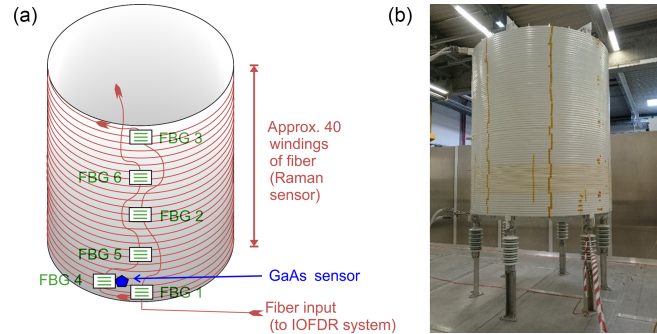 (a)
(b)
FBG 3
Approx. 40
windings
of fiber
(Raman
sensor)
FBG 6
FBG 2
FBG 5
FBG 4
GaAs sensor
FBG 1
Fiber input
(to IOFDR system)